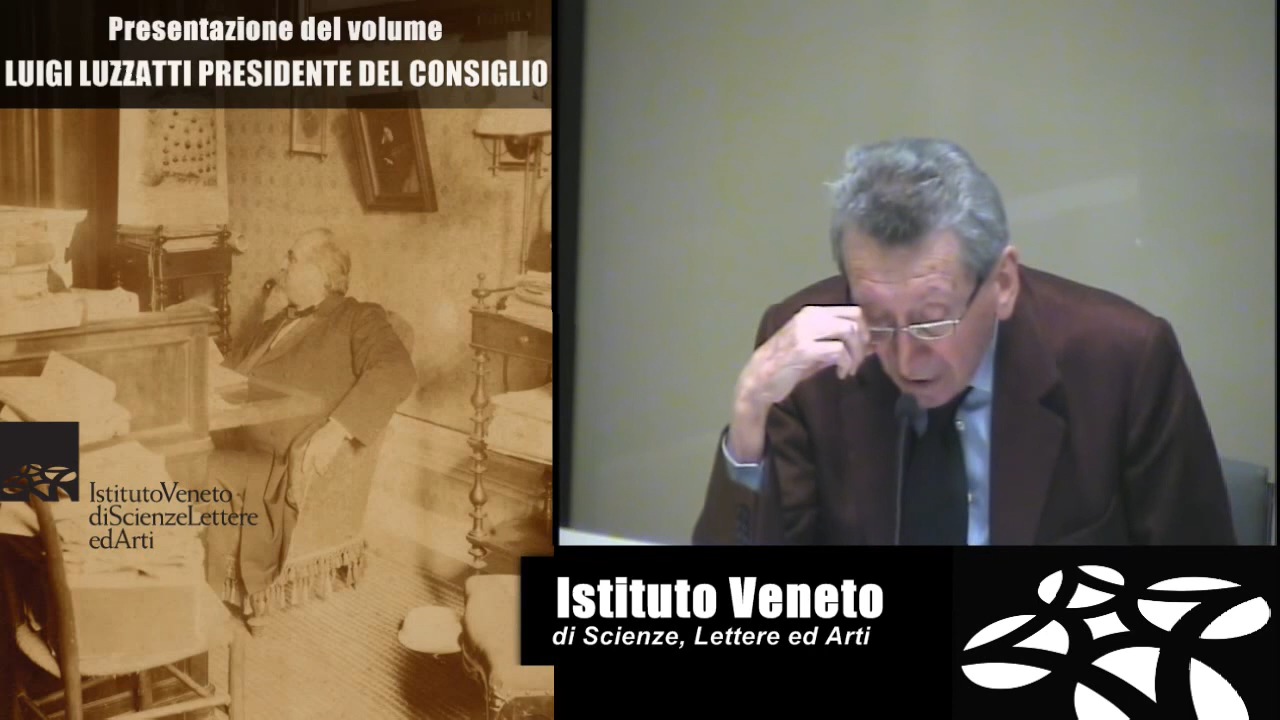 Presentazione del volume
LUIGI LUZZATTI PRESIDENTE DEL CONSIGLIO
IstitutoVeneto
diScienzeLettere
edArti
Istituto Veneto
di Scienze, Lettere ed Arti